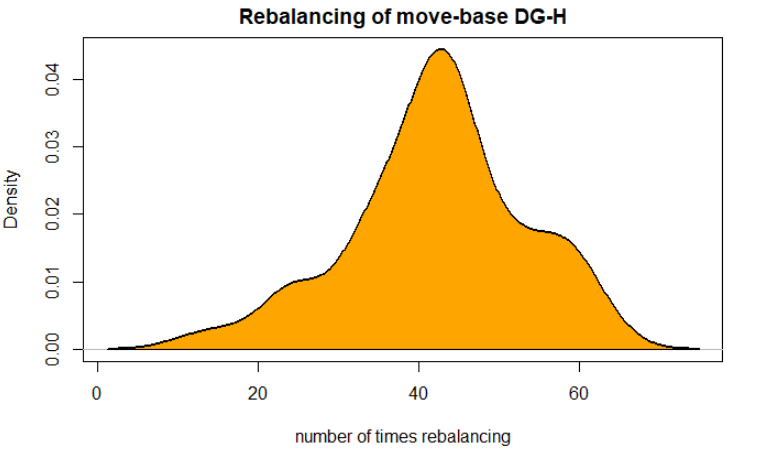 Rebalancing of move-base DG-H
Density
0.04
0.03
0.02
0.01
0.00
0 20 40 60
number of times rebalancing